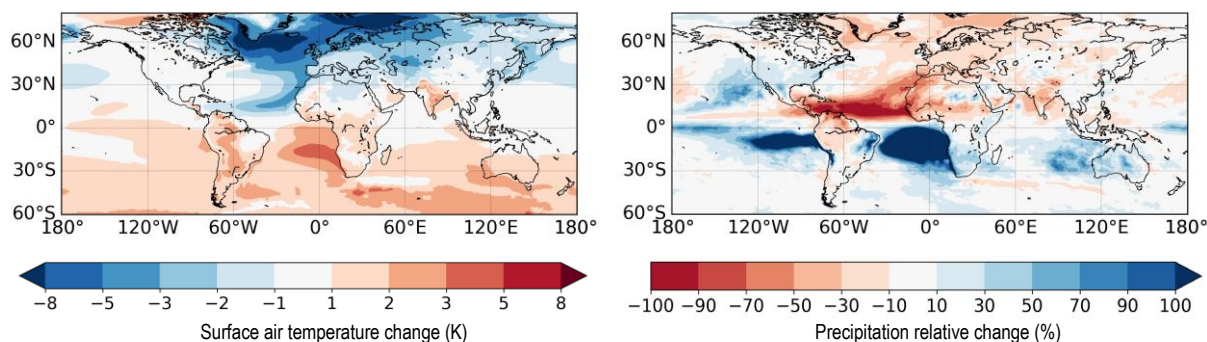 60°N
30°N
0°
30°S
60°S
180° 120°W 60°W 0° 60°E 120°E 180°
−8 −5 −3 −2 −1 1 2 3 5 8
Surface air temperature change (K)
60°N
30°N
0°
30°S
60°S
180° 120°W 60°W 0° 60°E 120°E 180°
−100 −90 −70 −50 −30 −10 10 30 50 70 90 100
Precipitation relative change (%)